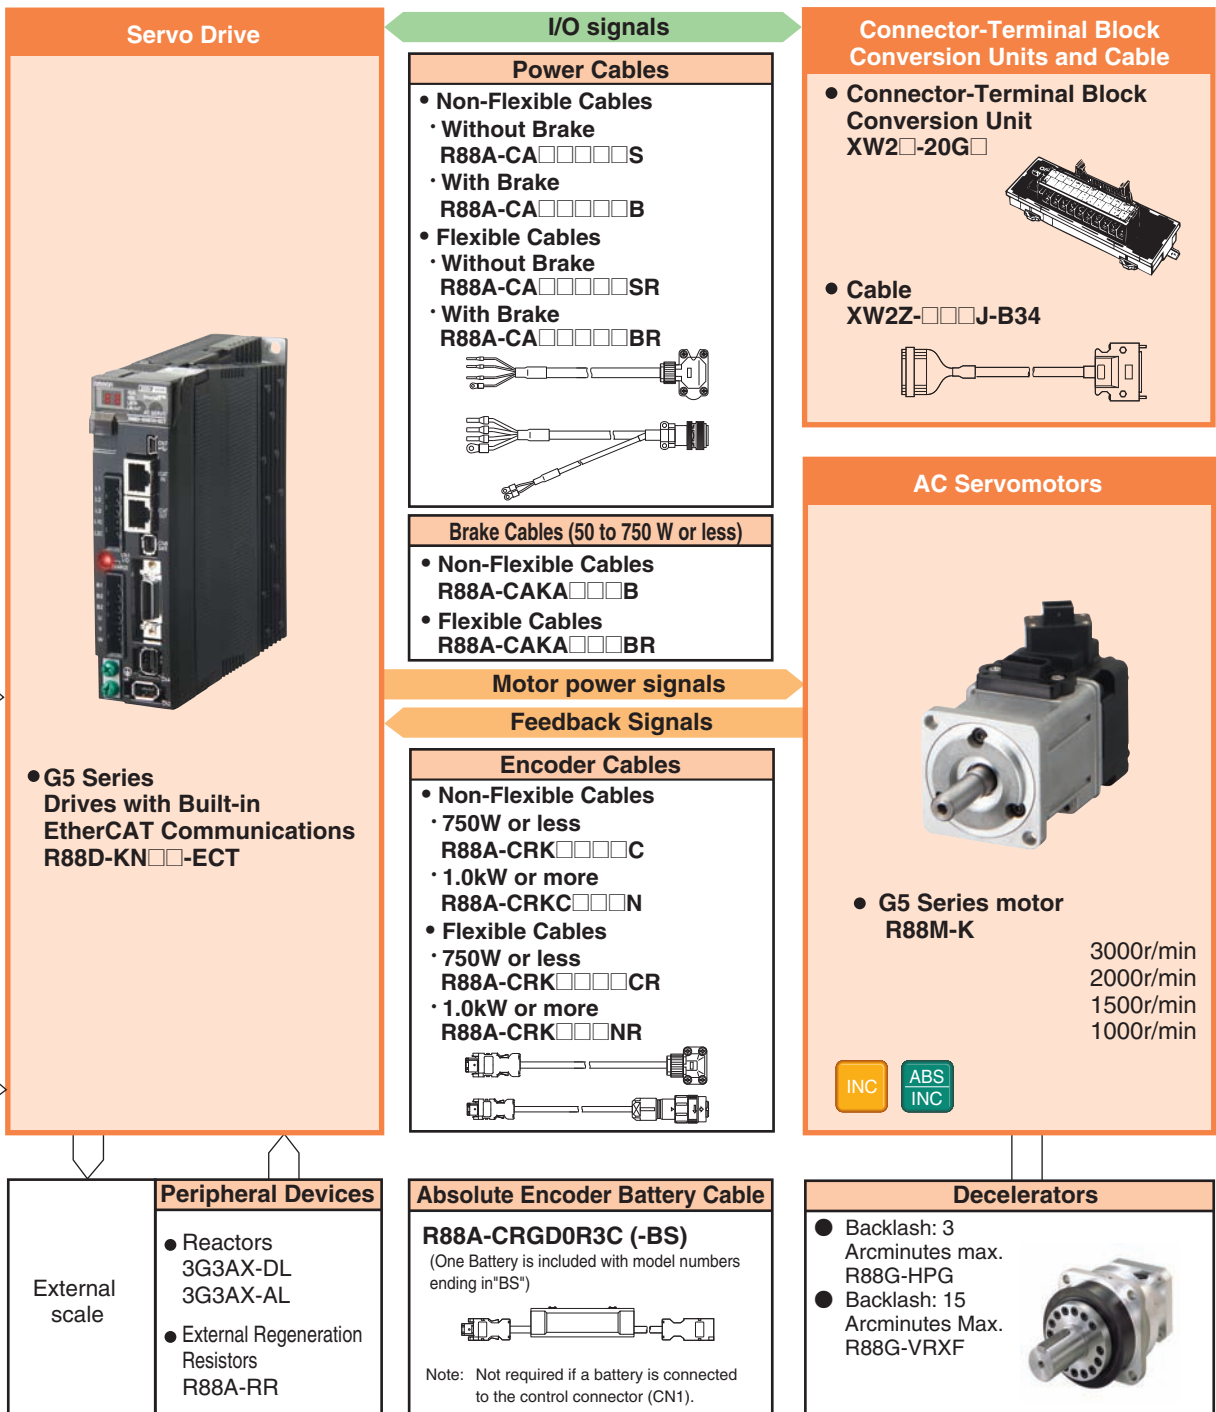 Servo Drive
● G5 Series
Drives with Built-in
EtherCAT Communications
R88D-KN□□-ECT
I/O signals
Power Cables
• Non-Flexible Cables
・Without Brake
R88A-CA□□□□□S
・With Brake
R88A-CA□□□□□B
• Flexible Cables
・Without Brake
R88A-CA□□□□□SR
・With Brake
R88A-CA□□□□□BR
Brake Cables (50 to 750 W or less)
• Non-Flexible Cables
R88A-CAKA□□□B
• Flexible Cables
R88A-CAKA□□□BR
Motor power signals
Feedback Signals
Encoder Cables
• Non-Flexible Cables
・750W or less
R88A-CRK□□□□C
・1.0kW or more
R88A-CRKC□□□N
• Flexible Cables
・750W or less
R88A-CRK□□□□CR
・1.0kW or more
R88A-CRK□□□NR
Connector-Terminal Block
Conversion Units and Cable
● Connector-Terminal Block
Conversion Unit
XW2□-20G□
● Cable
XW2Z-□□□J-B34
AC Servomotors
● G5 Series motor
R88M-K
3000r/min
2000r/min
1500r/min
1000r/min
INC
ABS
INC
External
scale
Peripheral Devices
● Reactors
3G3AX-DL
3G3AX-AL
● External Regeneration
Resistors
R88A-RR
Absolute Encoder Battery Cable
R88A-CRGD0R3C (-BS)
(One Battery is included with model numbers
ending in"BS")
Note: Not required if a battery is connected
to the control connector (CN1).
Decelerators
● Backlash: 3
Arcminutes max.
R88G-HPG
● Backlash: 15
Arcminutes Max.
R88G-VRXF